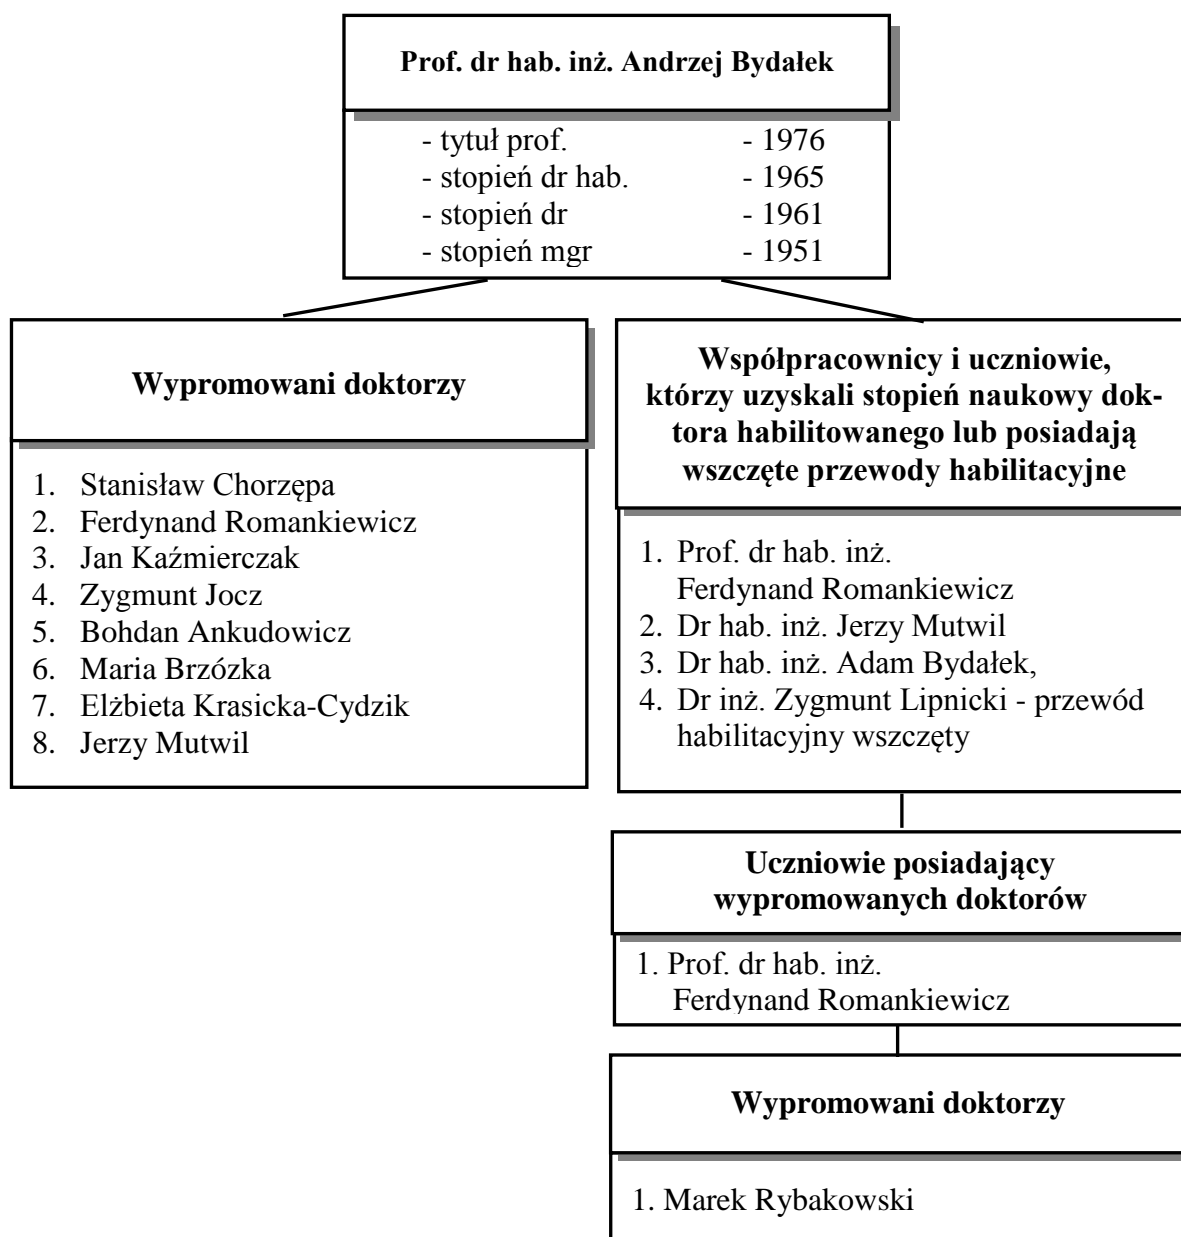 Prof. dr hab. inż. Andrzej Bydałek
- tytuł prof. - 1976
- stopień dr hab. - 1965
- stopień dr - 1961
- stopień mgr - 1951
Wypromowani doktorzy
1. Stanisław Chorzępa
2. Ferdynand Romankiewicz
3. Jan Kaźmierczak
4. Zygmunt Jocz
5. Bohdan Ankudowicz
6. Maria Brzózka
7. Elżbieta Krasicka-Cydzik
8. Jerzy Mutwil
Współpracownicy i uczniowie,
którzy uzyskali stopień naukowy dok-
tora habilitowanego lub posiadają
wszczęte przewody habilitacyjne
1. Prof. dr hab. inż.
Ferdynand Romankiewicz
2. Dr hab. inż. Jerzy Mutwil
3. Dr hab. inż. Adam Bydałek,
4. Dr inż. Zygmunt Lipnicki - przewód
habilitacyjny wszczęty
Uczniowie posiadający
wypromowanych doktorów
1. Prof. dr hab. inż.
Ferdynand Romankiewicz
Wypromowani doktorzy
1. Marek Rybakowski